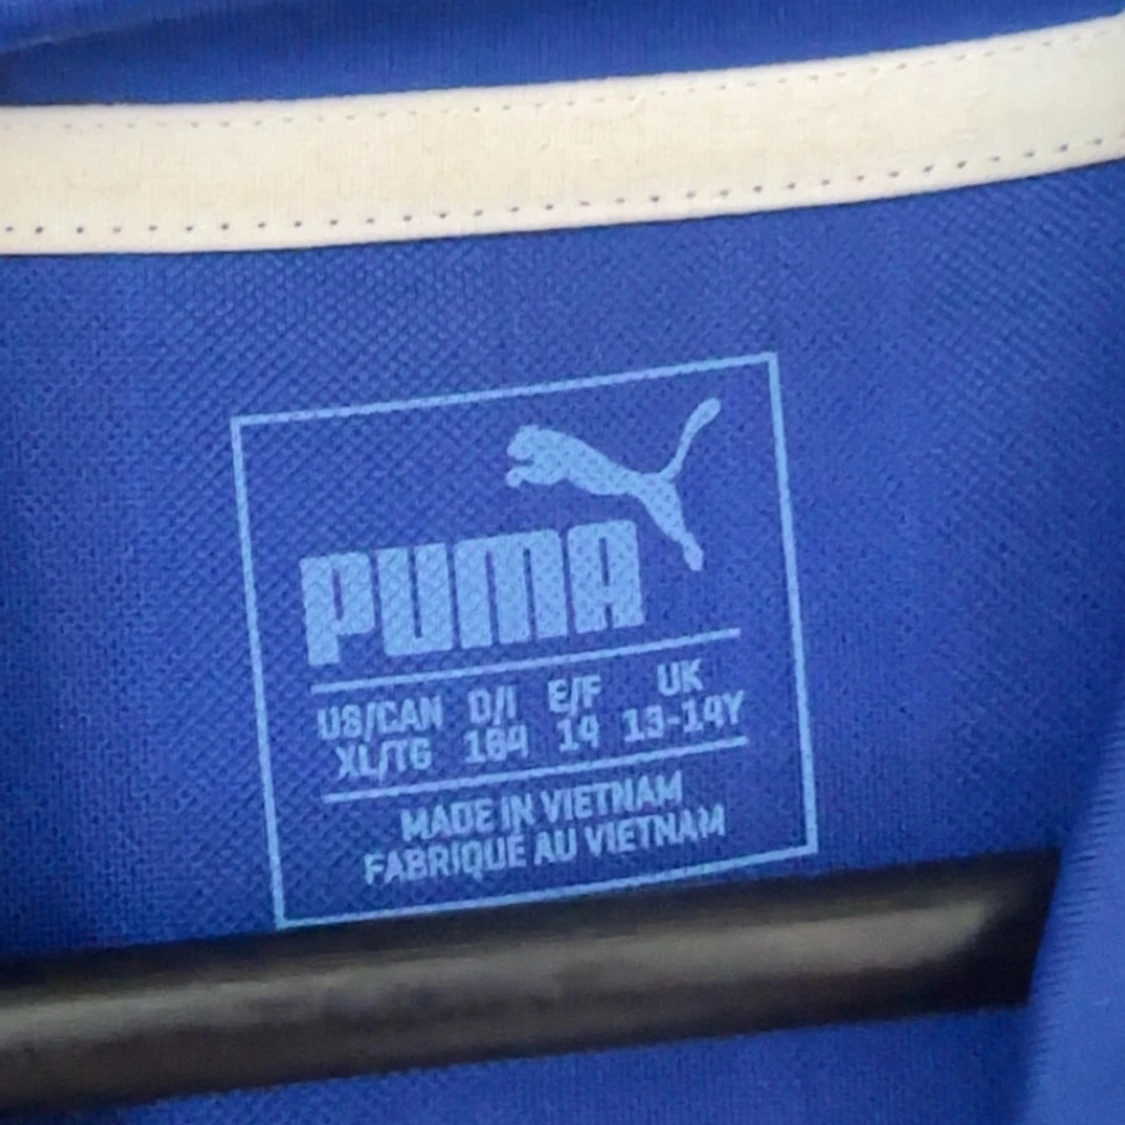 PUMA
US/CAN D/I E/F UK
XL/TG 164 14 13-14Y
MADE IN VIETNAM
FABRIQUE AU VIETNAM